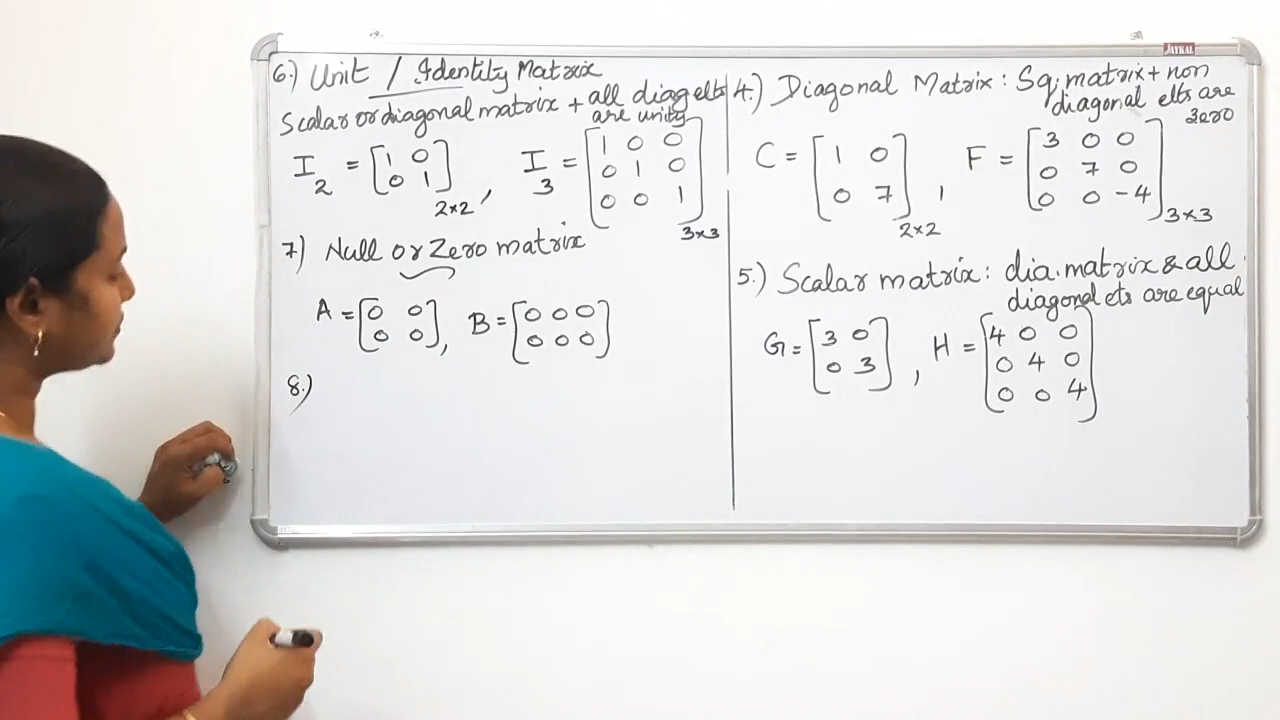 6.) Unit / Identity Matrix
Scalar or diagonal matrix + all diag elts
are unity
I₂ = [1 0
0 1] 2×2 , I₃ = [1 0 0
0 1 0
0 0 1] 3×3
7) Null or Zero matrix
A = [0 0
0 0] , B = [0 0 0
0 0 0]
8.)
4.) Diagonal Matrix : Sq. matrix + non
diagonal elts are
zero
C = [1 0
0 7] 2×2 , F = [3 0 0
0 7 0
0 0 -4] 3×3
5.) Scalar matrix : dia. matrix & all
diagonal ets are equal
G = [3 0
0 3] , H = [4 0 0
0 4 0
0 0 4]
JAYKAL